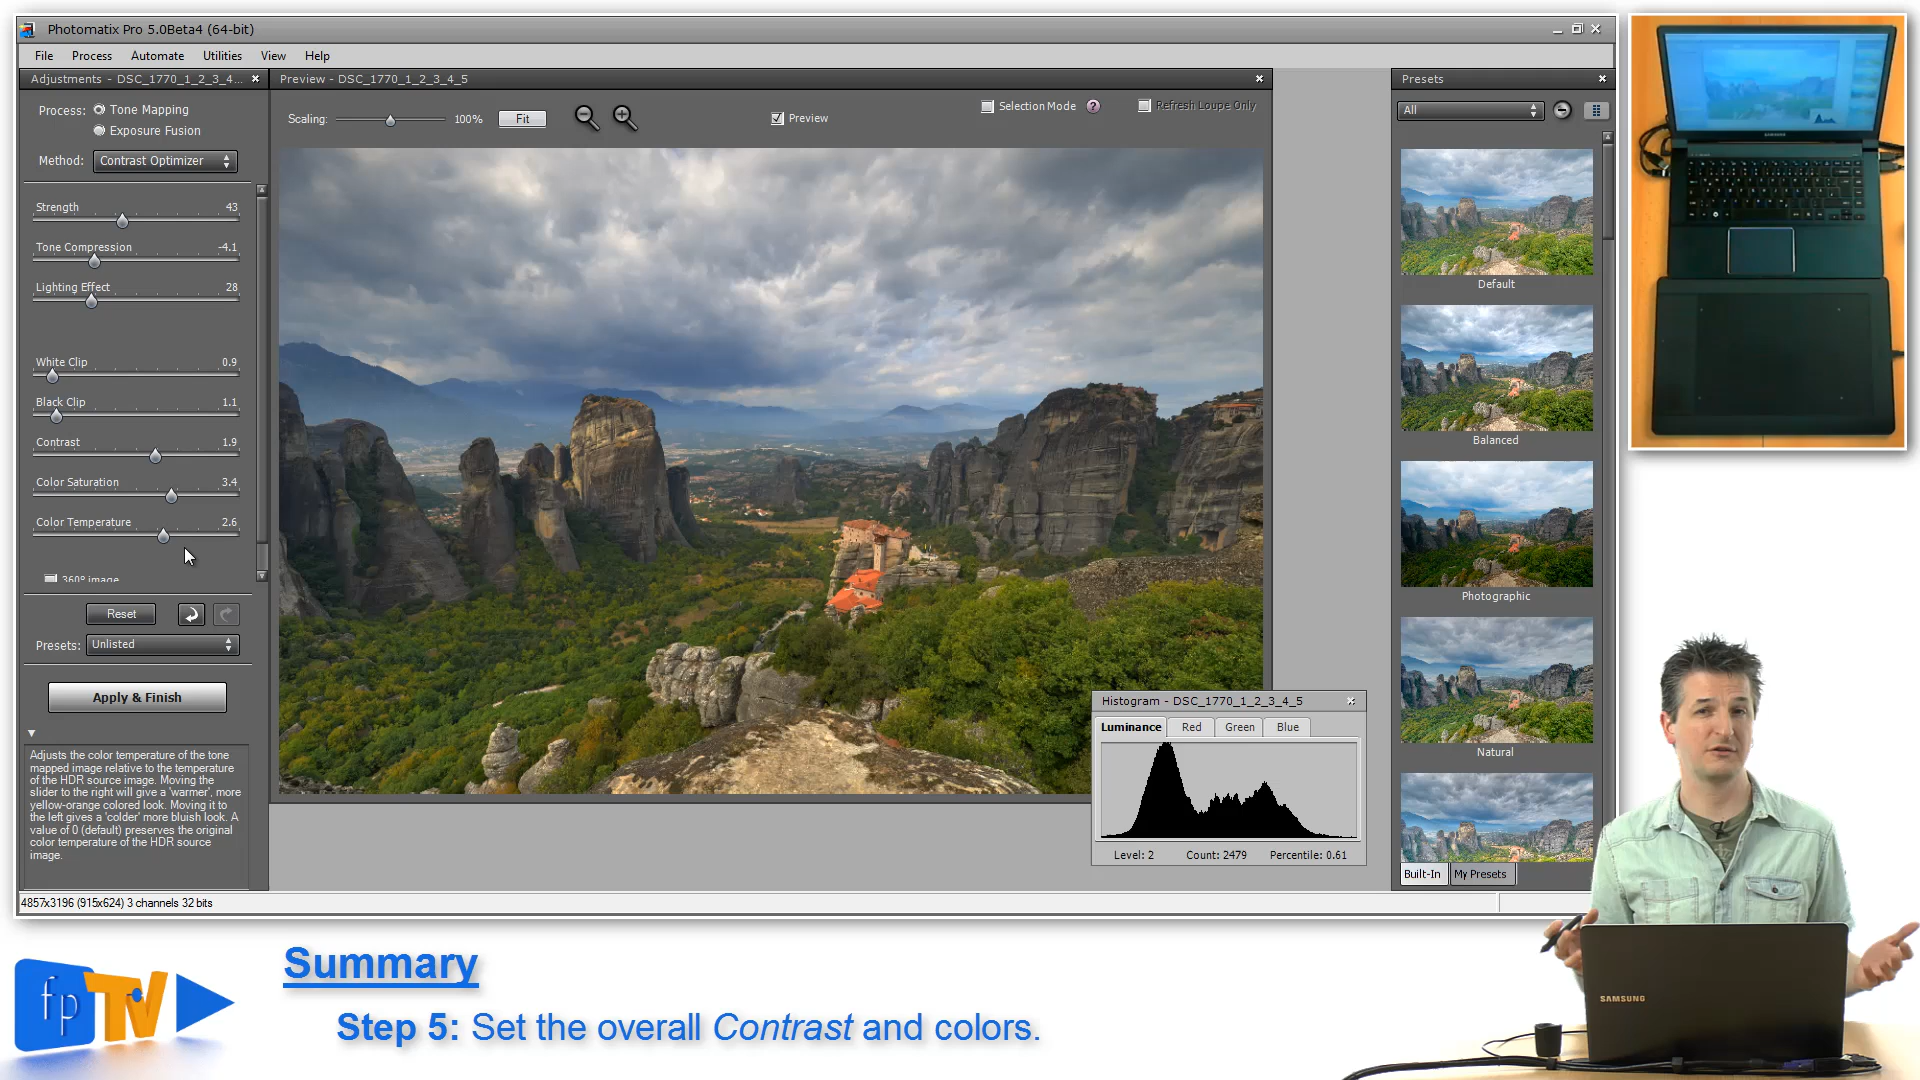 Photomatix Pro 5.0Beta4 (64-bit)
File Process Automate Utilities View Help
Adjustments - DSC_1770_1_2_3_4...
Preview - DSC_1770_1_2_3_4_5
Presets
Process: Tone Mapping
Exposure Fusion
Method: Contrast Optimizer
Scaling: 100% Fit
Preview
Selection Mode ?
Refresh Loupe Only
All
Strength 43
Tone Compression -4.1
Lighting Effect 28
White Clip 0.9
Black Clip 1.1
Contrast 1.9
Color Saturation 3.4
Color Temperature 2.6
360° image
Reset
Presets: Unlisted
Apply & Finish
Adjusts the color temperature of the tone
mapped image relative to the temperature
of the HDR source image. Moving the
slider to the right will give a 'warmer', more
yellow-orange colored look. Moving it to
the left gives a 'colder' more bluish look. A
value of 0 (default) preserves the original
color temperature of the HDR source
image.
Default
Balanced
Photographic
Natural
Built-In My Presets
Histogram - DSC_1770_1_2_3_4_5
Luminance Red Green Blue
Level: 2 Count: 2479 Percentile: 0.61
4857x3196 (915x624) 3 channels 32 bits
SAMSUNG
fpTV
Summary
Step 5: Set the overall Contrast and colors.